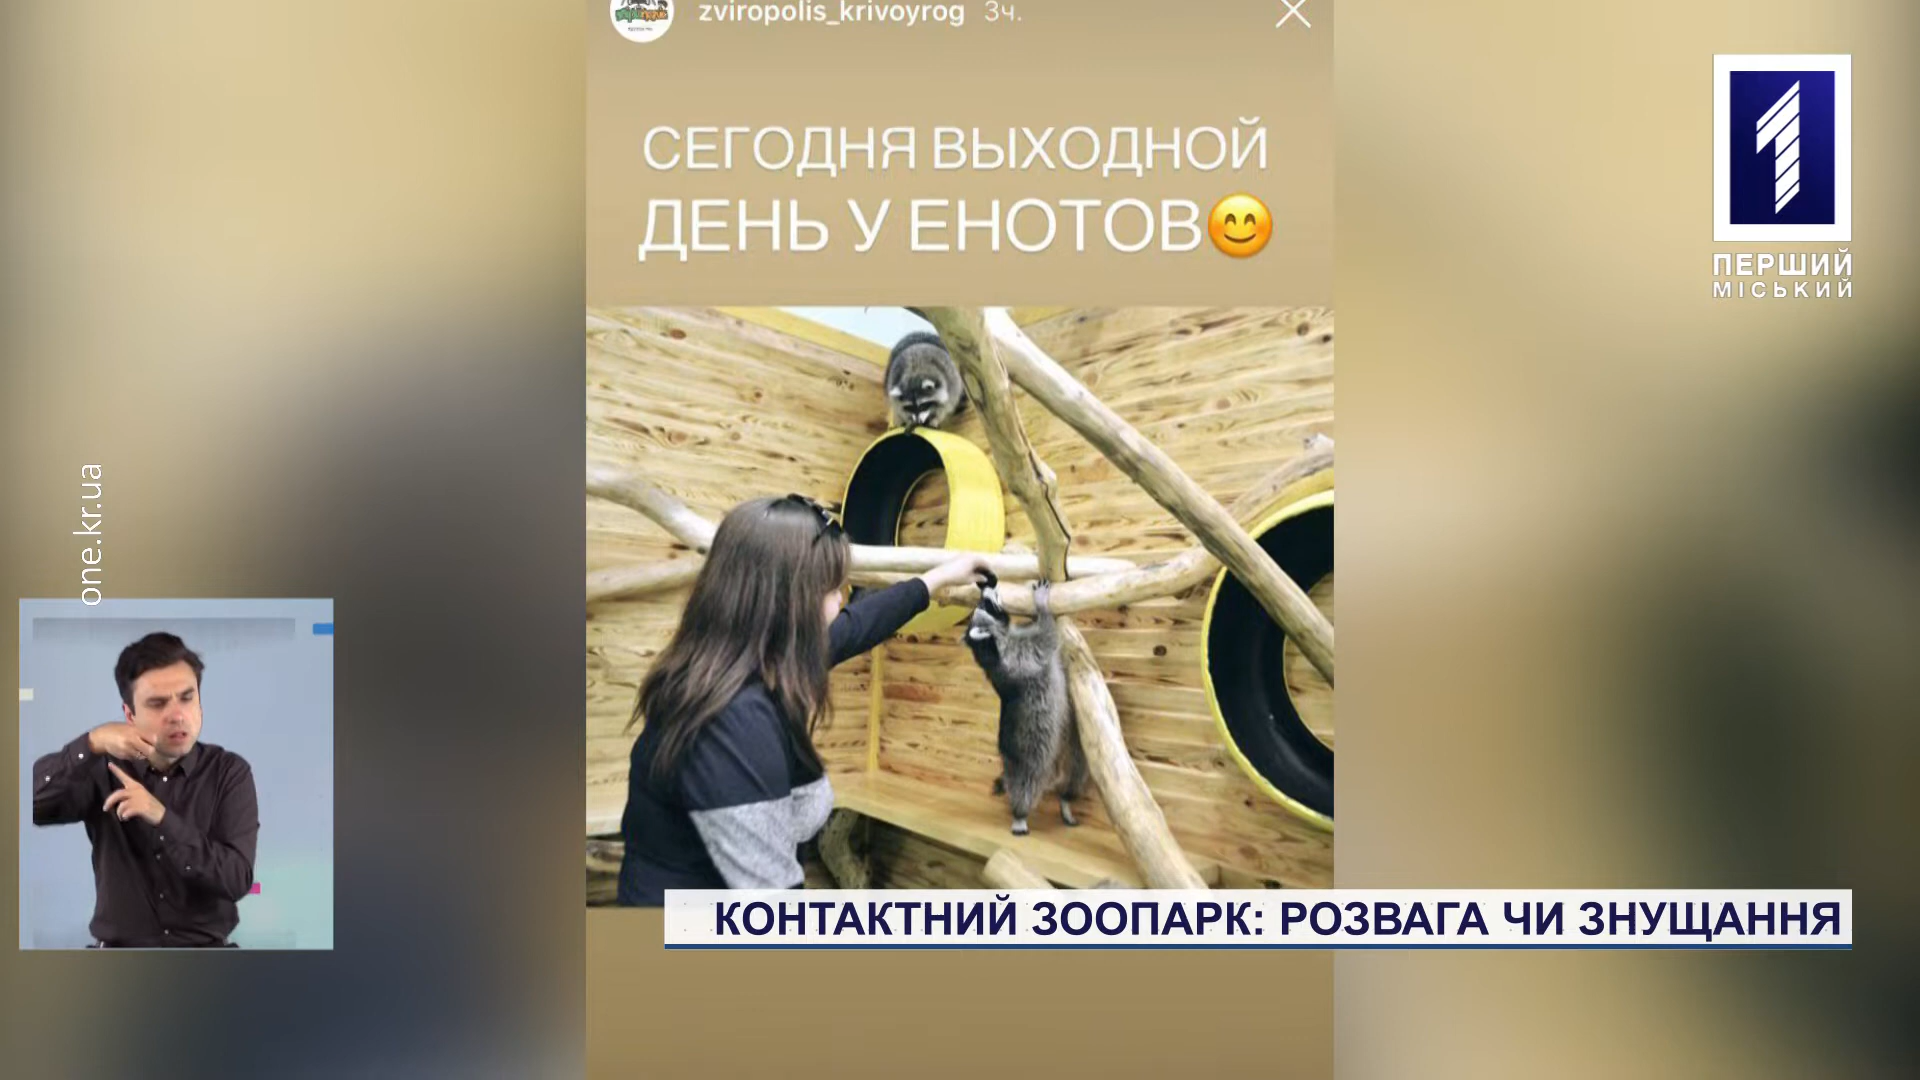 zviropolis_krivoyrog 3ч.
СЕГОДНЯ ВЫХОДНОЙ
ДЕНЬ У ЕНОТОВ😊
ПЕРШИЙ
МІСЬКИЙ
one.kr.ua
КОНТАКТНИЙ ЗООПАРК: РОЗВАГА ЧИ ЗНУЩАННЯ